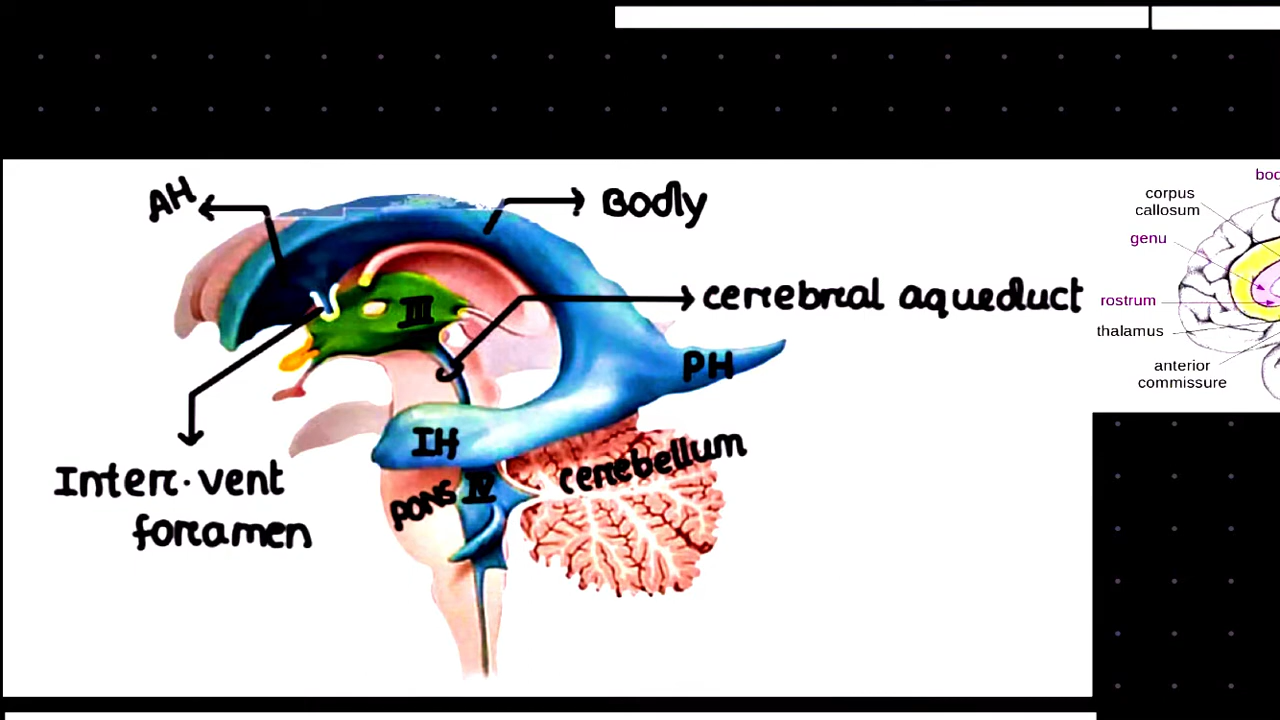 AH
Body
III
cerebral aqueduct
PH
IH
cerebellum
Inter.vent
foramen
PONS
IV
corpus
callosum
genu
rostrum
thalamus
anterior
commissure